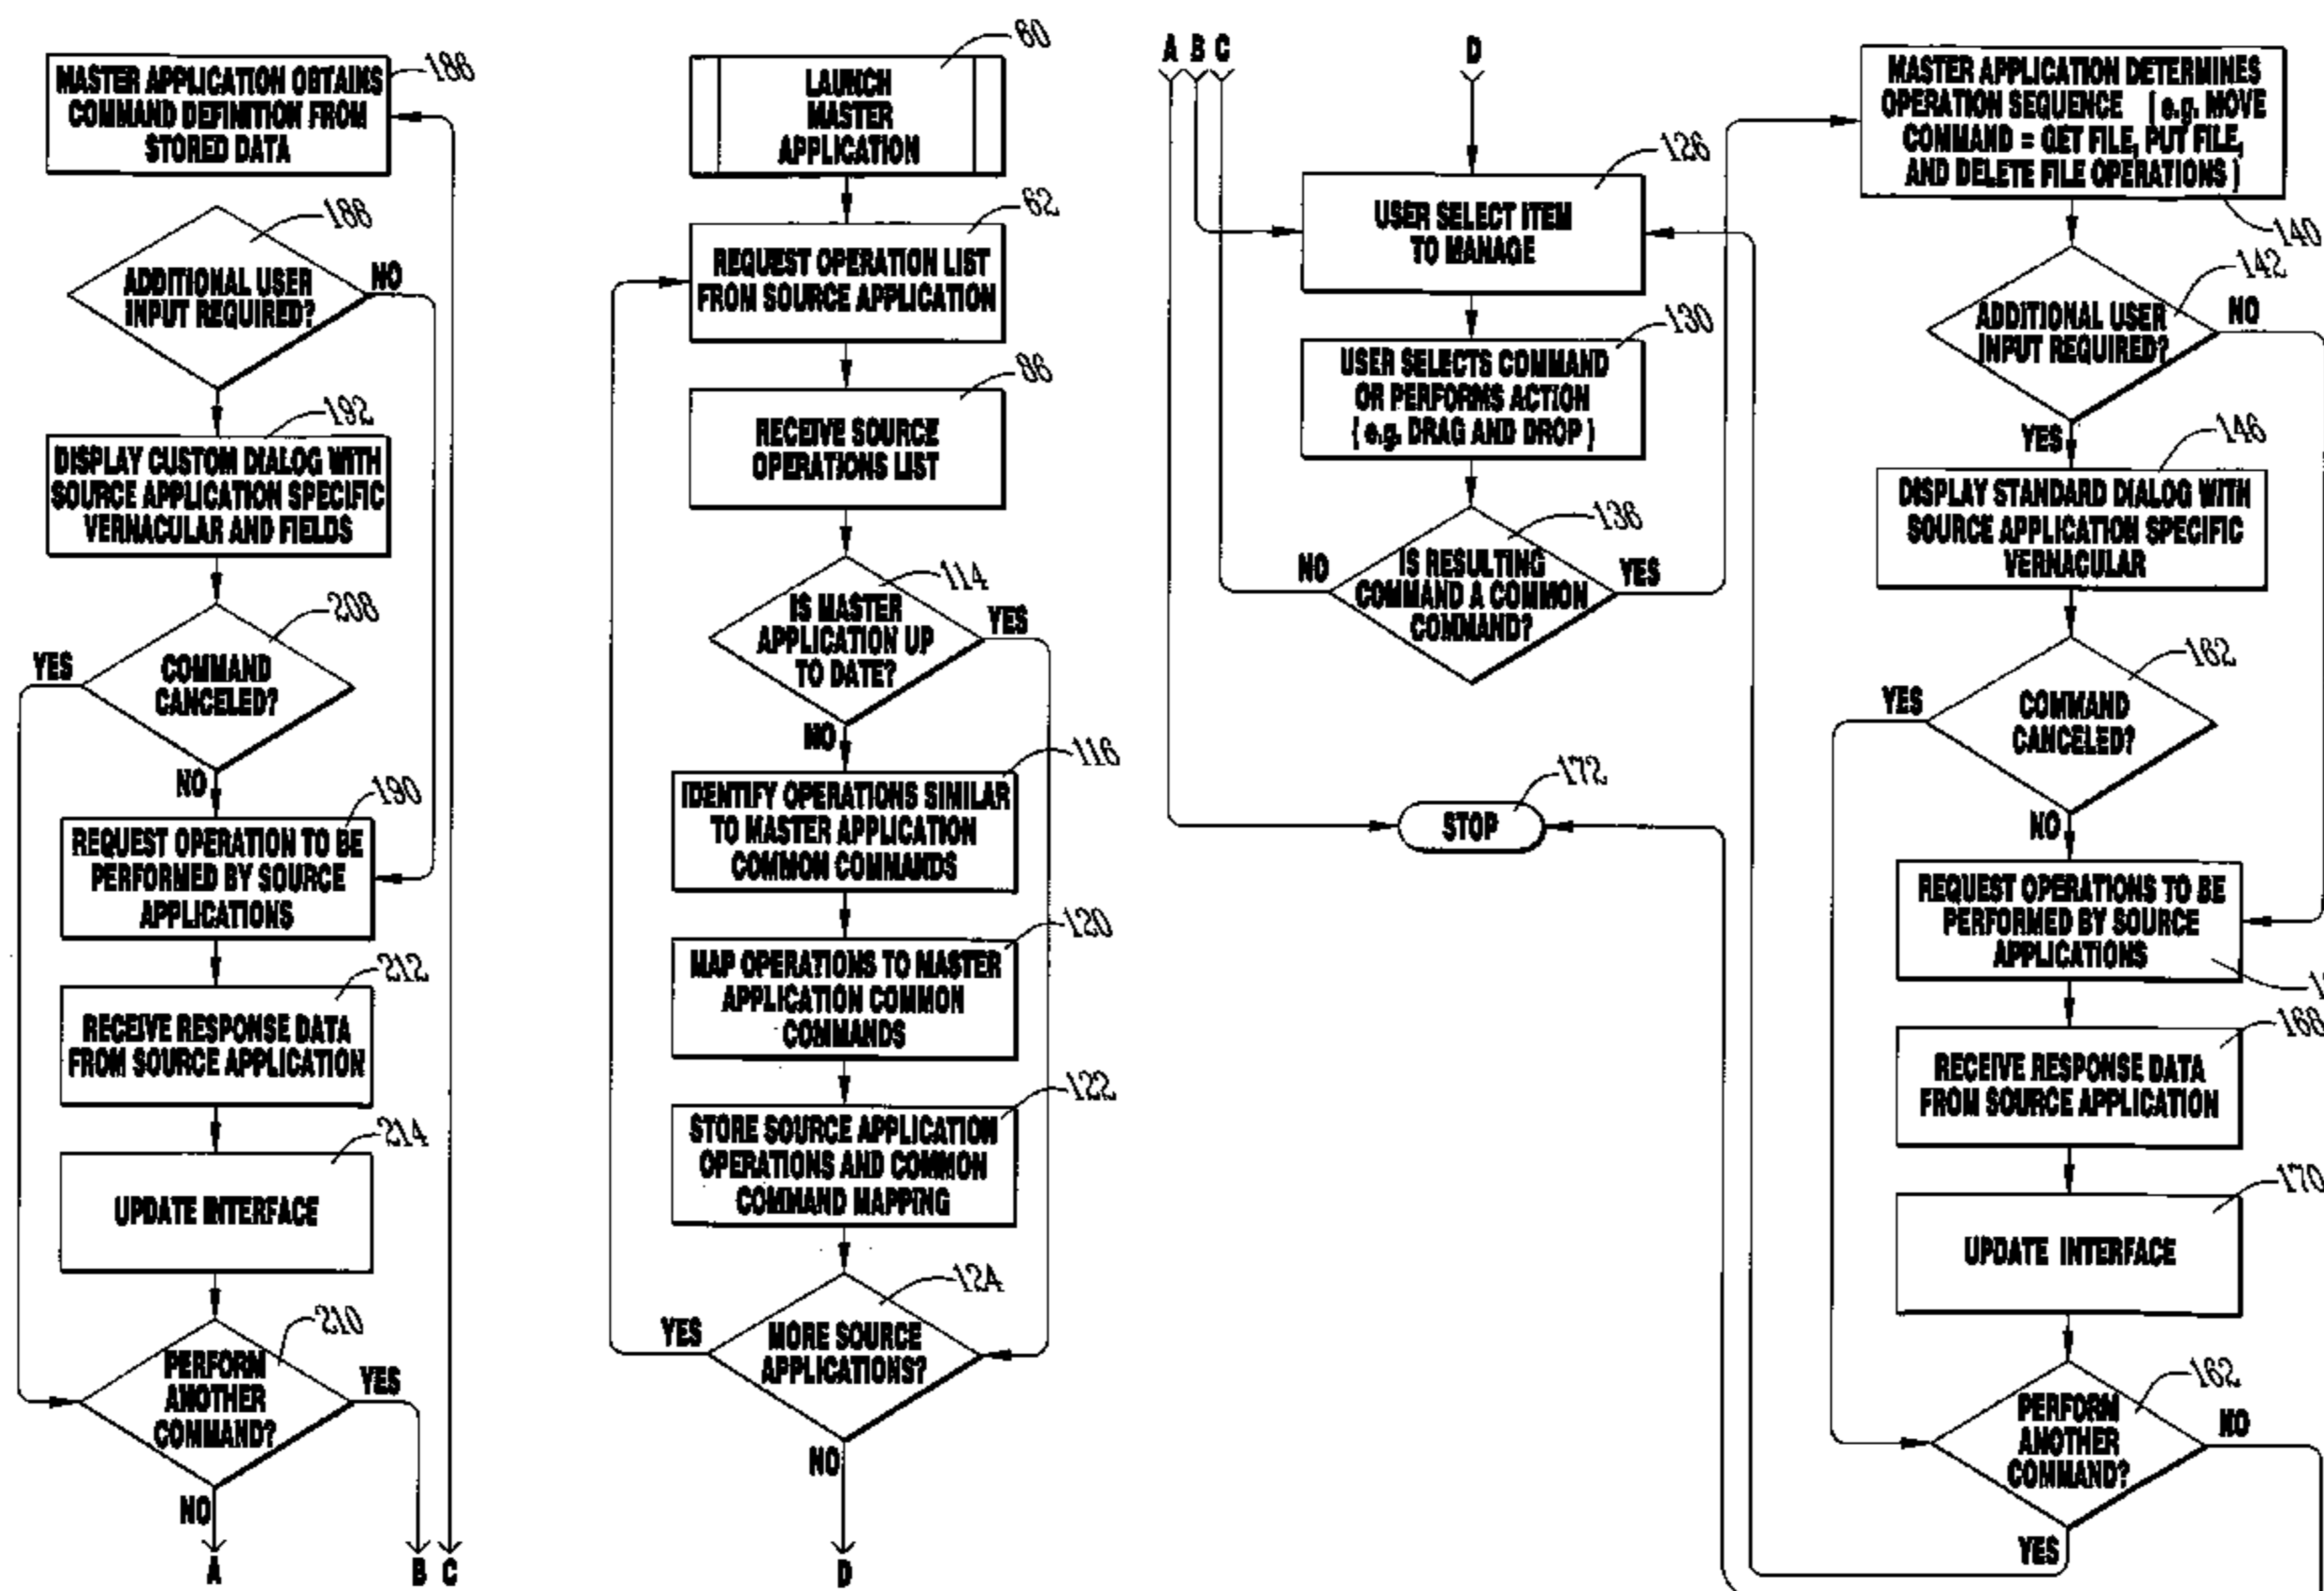 186
MASTER APPLICATION OBTAINS
COMMAND DEFINITION FROM
STORED DATA
188
ADDITIONAL USER
INPUT REQUIRED?
NO
192
DISPLAY CUSTOM DIALOG WITH
SOURCE APPLICATION SPECIFIC
VERNACULAR AND FIELDS
208
YES
COMMAND
CANCELED?
NO
190
REQUEST OPERATION TO BE
PERFORMED BY SOURCE
APPLICATIONS
212
RECEIVE RESPONSE DATA
FROM SOURCE APPLICATION
214
UPDATE INTERFACE
210
PERFORM
ANOTHER
COMMAND?
YES
NO
A
B C
60
LAUNCH
MASTER
APPLICATION
62
REQUEST OPERATION LIST
FROM SOURCE APPLICATION
86
RECEIVE SOURCE
OPERATIONS LIST
114
IS MASTER
APPLICATION UP
TO DATE?
YES
NO
116
IDENTIFY OPERATIONS SIMILAR
TO MASTER APPLICATION
COMMON COMMANDS
120
MAP OPERATIONS TO MASTER
APPLICATION COMMON
COMMANDS
122
STORE SOURCE APPLICATION
OPERATIONS AND COMMON
COMMAND MAPPING
124
YES
MORE SOURCE
APPLICATIONS?
NO
D
A B C
D
126
USER SELECT ITEM
TO MANAGE
130
USER SELECTS COMMAND
OR PERFORMS ACTION
( e.g. DRAG AND DROP )
136
NO
IS RESULTING
COMMAND A COMMON
COMMAND?
YES
172
STOP
MASTER APPLICATION DETERMINES
OPERATION SEQUENCE ( e.g. MOVE
COMMAND = GET FILE, PUT FILE,
AND DELETE FILE OPERATIONS )
140
142
ADDITIONAL USER
INPUT REQUIRED?
NO
YES
146
DISPLAY STANDARD DIALOG WITH
SOURCE APPLICATION SPECIFIC
VERNACULAR
162
YES
COMMAND
CANCELED?
NO
REQUEST OPERATIONS TO BE
PERFORMED BY SOURCE
APPLICATIONS
168
RECEIVE RESPONSE DATA
FROM SOURCE APPLICATION
170
UPDATE INTERFACE
162
PERFORM
ANOTHER
COMMAND?
NO
YES